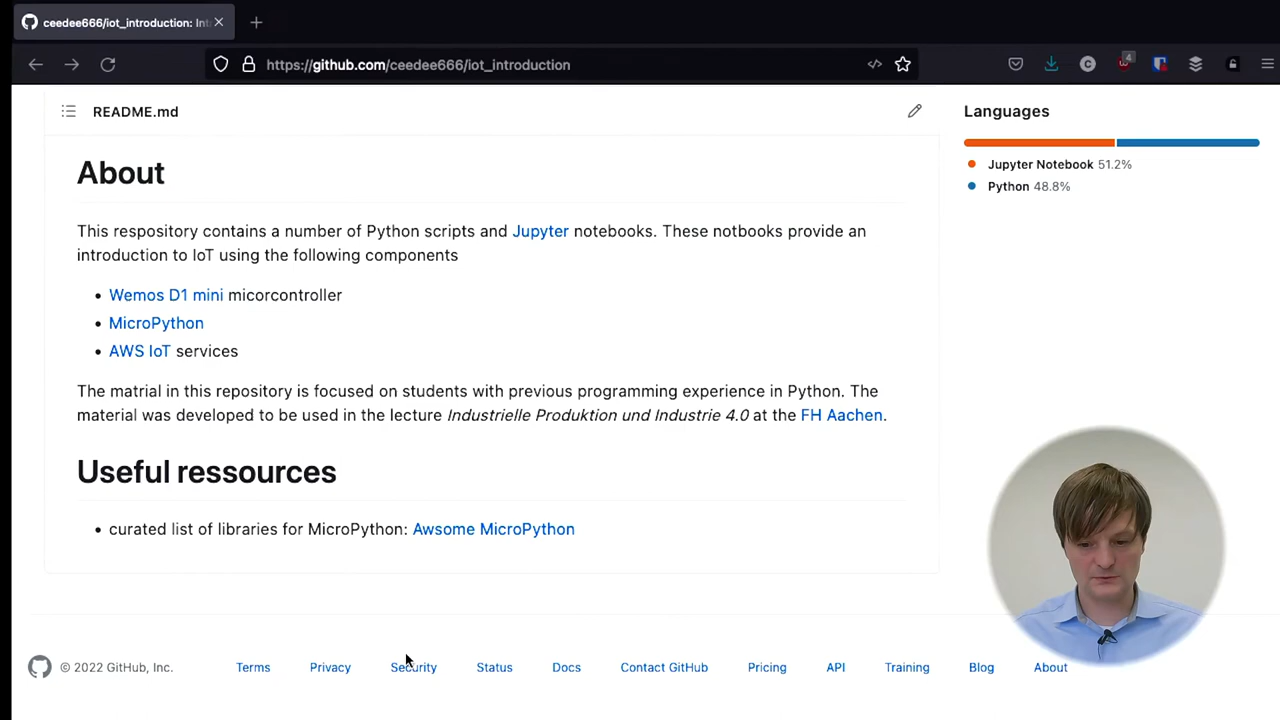 ceedee666/iot_introduction: Int
https://github.com/ceedee666/iot_introduction
4
README.md
Languages
Jupyter Notebook 51.2%
Python 48.8%
About
This respository contains a number of Python scripts and Jupyter notebooks. These notbooks provide an
introduction to IoT using the following components
• Wemos D1 mini micorcontroller
• MicroPython
• AWS IoT services
The matrial in this repository is focused on students with previous programming experience in Python. The
material was developed to be used in the lecture Industrielle Produktion und Industrie 4.0 at the FH Aachen.
Useful ressources
• curated list of libraries for MicroPython: Awsome MicroPython
© 2022 GitHub, Inc. Terms Privacy Security Status Docs Contact GitHub Pricing API Training Blog About